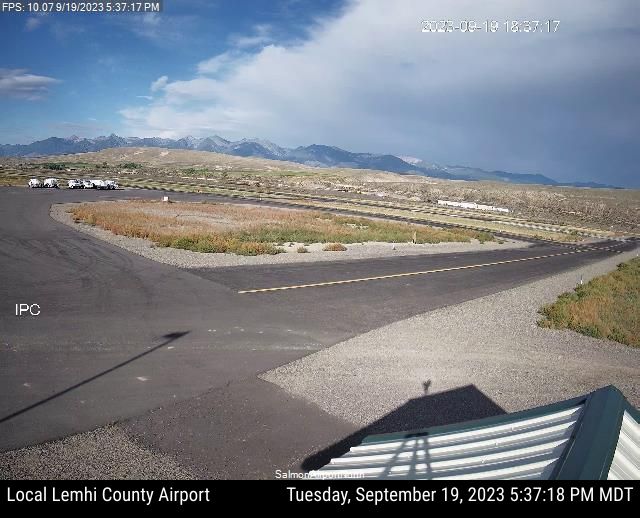 FPS: 10.07 9/19/2023 5:37:17 PM
2023-09-19 18:37:17
IPC
Local Lemhi County Airport
Tuesday, September 19, 2023 5:37:18 PM MDT